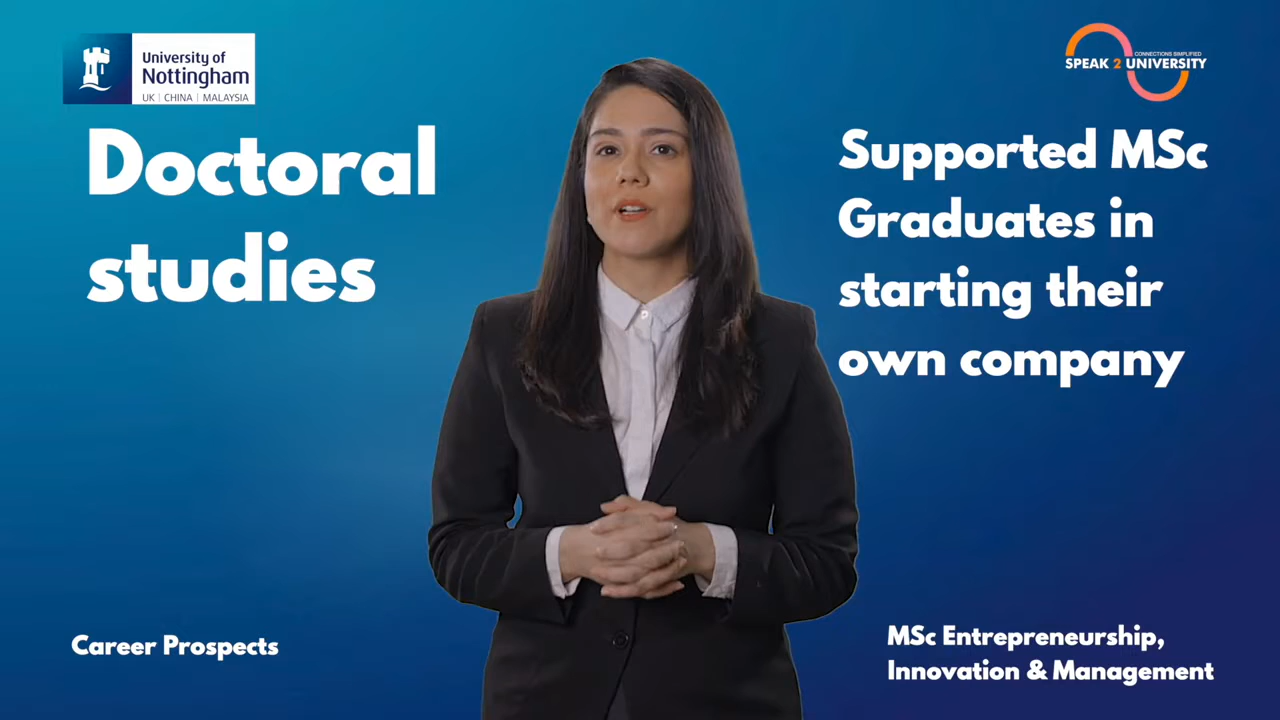 University of
Nottingham
UK | CHINA | MALAYSIA
CONNECTIONS SIMPLIFIED
SPEAK 2 UNIVERSITY
Doctoral
studies
Supported MSc
Graduates in
starting their
own company
Career Prospects
MSc Entrepreneurship,
Innovation & Management